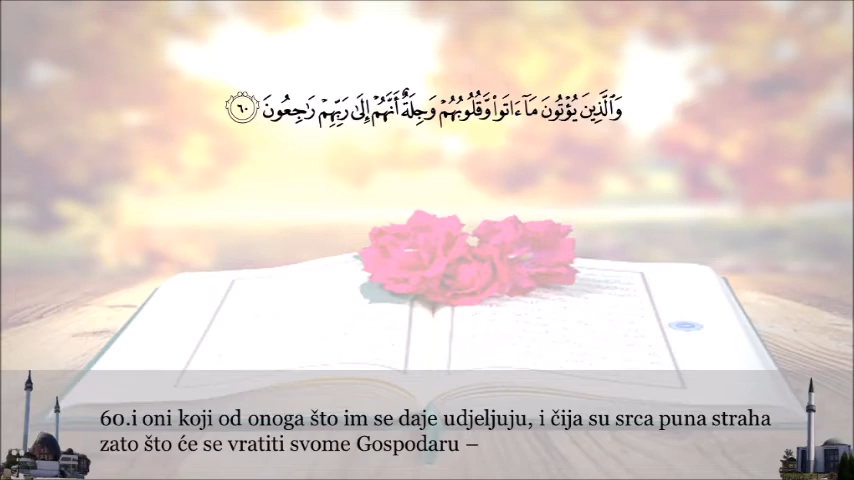 وَٱلَّذِينَ يُؤْتُونَ مَآ ءَاتَوا۟ وَّقُلُوبُهُمْ وَجِلَةٌ أَنَّهُمْ إِلَىٰ رَبِّهِمْ رَٰجِعُونَ ٦٠
60.i oni koji od onoga što im se daje udjeljuju, i čija su srca puna straha
zato što će se vratiti svome Gospodaru –